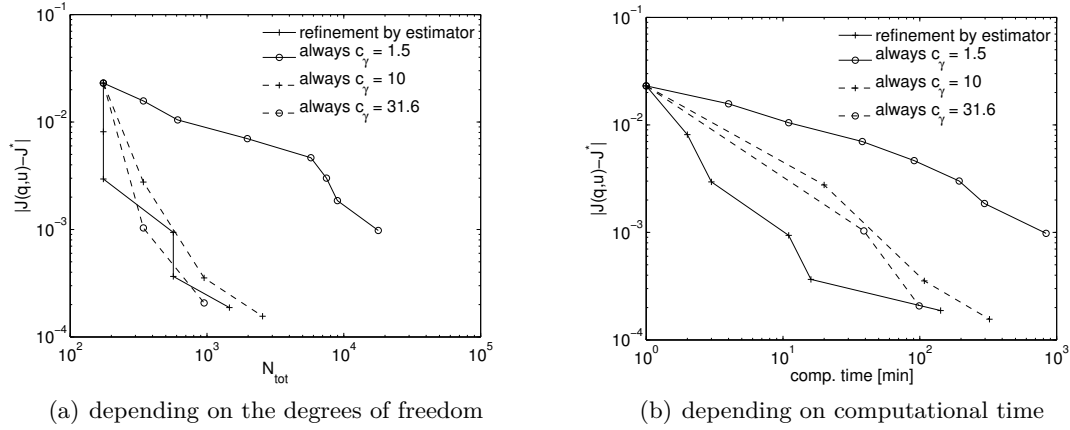 10^-1
10^-2
10^-3
10^-4
|J(q,u)−J^*|
refinement by estimator
always c_γ = 1.5
always c_γ = 10
always c_γ = 31.6
10^2
10^3
10^4
10^5
N_tot
(a) depending on the degrees of freedom
10^-1
10^-2
10^-3
10^-4
|J(q,u)−J^*|
refinement by estimator
always c_γ = 1.5
always c_γ = 10
always c_γ = 31.6
10^0
10^1
10^2
10^3
comp. time [min]
(b) depending on computational time